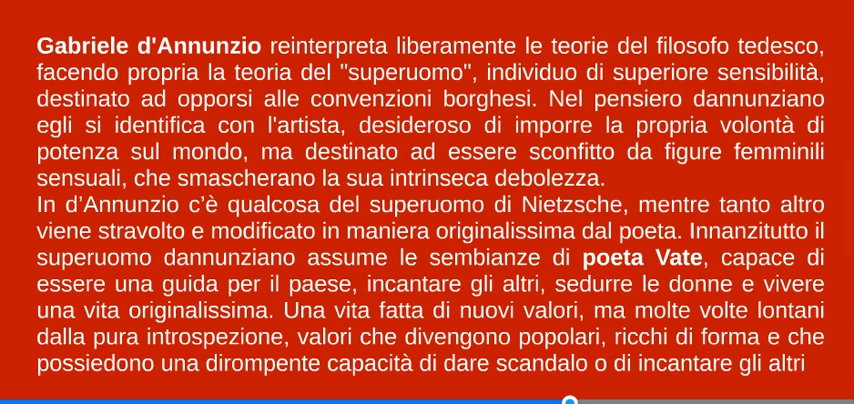 Gabriele d'Annunzio reinterpreta liberamente le teorie del filosofo tedesco,
facendo propria la teoria del "superuomo", individuo di superiore sensibilità,
destinato ad opporsi alle convenzioni borghesi. Nel pensiero dannunziano
egli si identifica con l'artista, desideroso di imporre la propria volontà di
potenza sul mondo, ma destinato ad essere sconfitto da figure femminili
sensuali, che smascherano la sua intrinseca debolezza.
In d’Annunzio c’è qualcosa del superuomo di Nietzsche, mentre tanto altro
viene stravolto e modificato in maniera originalissima dal poeta. Innanzitutto il
superuomo dannunziano assume le sembianze di poeta Vate, capace di
essere una guida per il paese, incantare gli altri, sedurre le donne e vivere
una vita originalissima. Una vita fatta di nuovi valori, ma molte volte lontani
dalla pura introspezione, valori che divengono popolari, ricchi di forma e che
possiedono una dirompente capacità di dare scandalo o di incantare gli altri